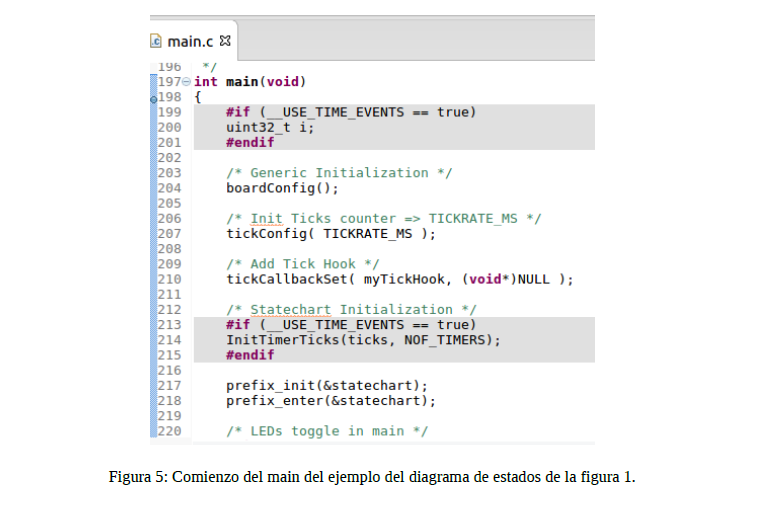 main.c
196 */
197 int main(void)
198 {
199 #if (__USE_TIME_EVENTS == true)
200 uint32_t i;
201 #endif
202
203 /* Generic Initialization */
204 boardConfig();
205
206 /* Init Ticks counter => TICKRATE_MS */
207 tickConfig( TICKRATE_MS );
208
209 /* Add Tick Hook */
210 tickCallbackSet( myTickHook, (void*)NULL );
211
212 /* Statechart Initialization */
213 #if (__USE_TIME_EVENTS == true)
214 InitTimerTicks(ticks, NOF_TIMERS);
215 #endif
216
217 prefix_init(&statechart);
218 prefix_enter(&statechart);
219
220 /* LEDs toggle in main */
Figura 5: Comienzo del main del ejemplo del diagrama de estados de la figura 1.